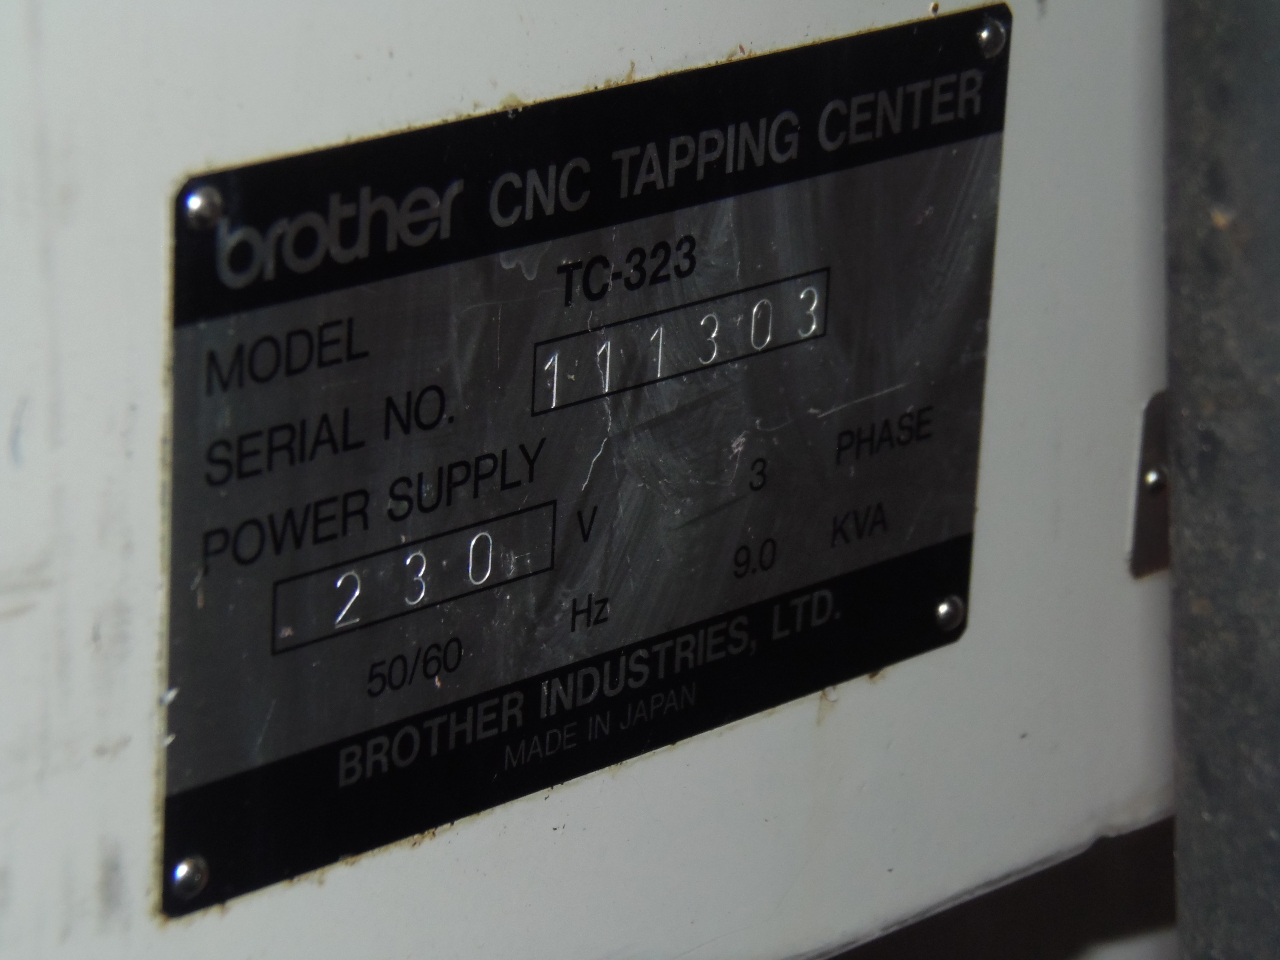 brother CNC TAPPING CENTER
MODEL TC-323
SERIAL NO. 111303
POWER SUPPLY
230 V 3 PHASE
50/60 Hz 9.0 KVA
BROTHER INDUSTRIES, LTD.
MADE IN JAPAN